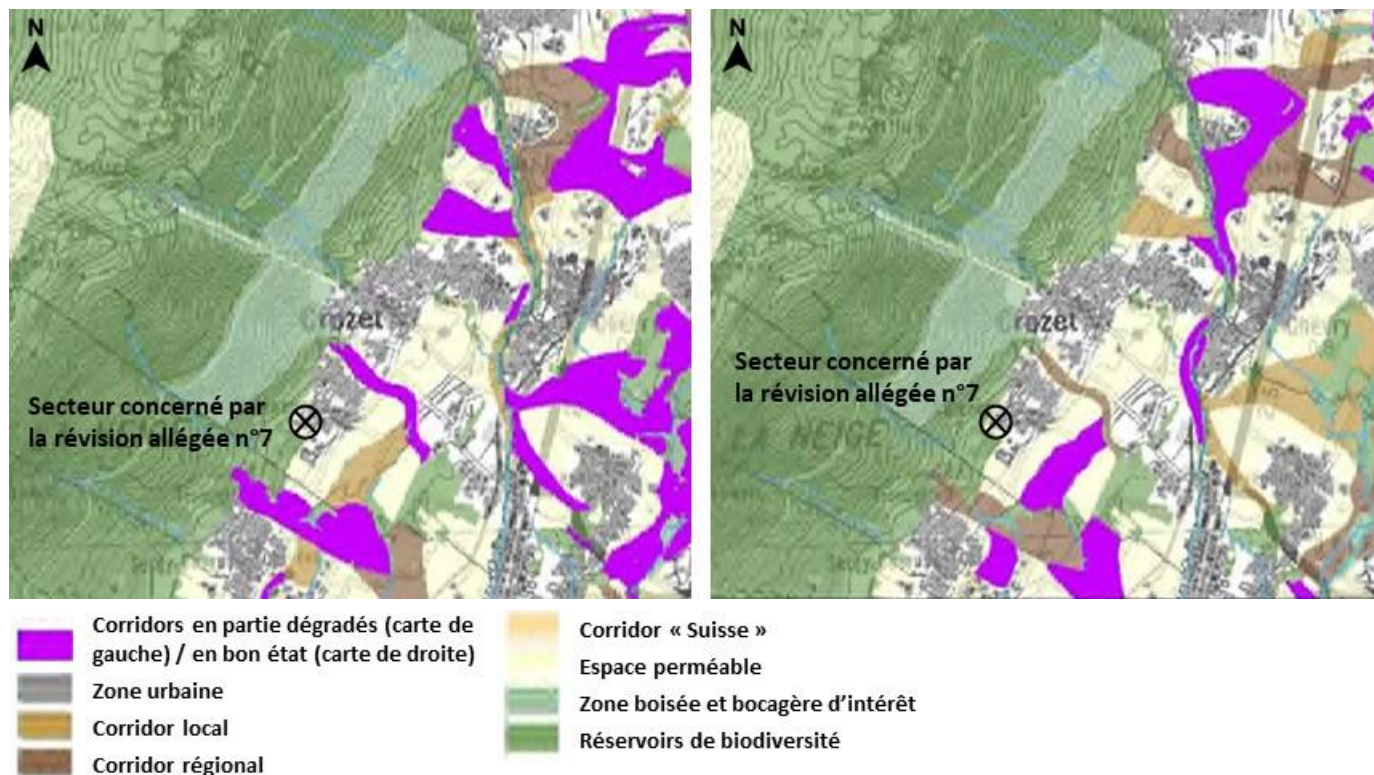 N
Crozet
Chevry
Secteur concerné par
la révision allégée n°7
N
Crozet
Chevry
Secteur concerné par
la révision allégée n°7
NEIGE
Corridors en partie dégradés (carte de
gauche) / en bon état (carte de droite)
Zone urbaine
Corridor local
Corridor régional
Corridor « Suisse »
Espace perméable
Zone boisée et bocagère d’intérêt
Réservoirs de biodiversité